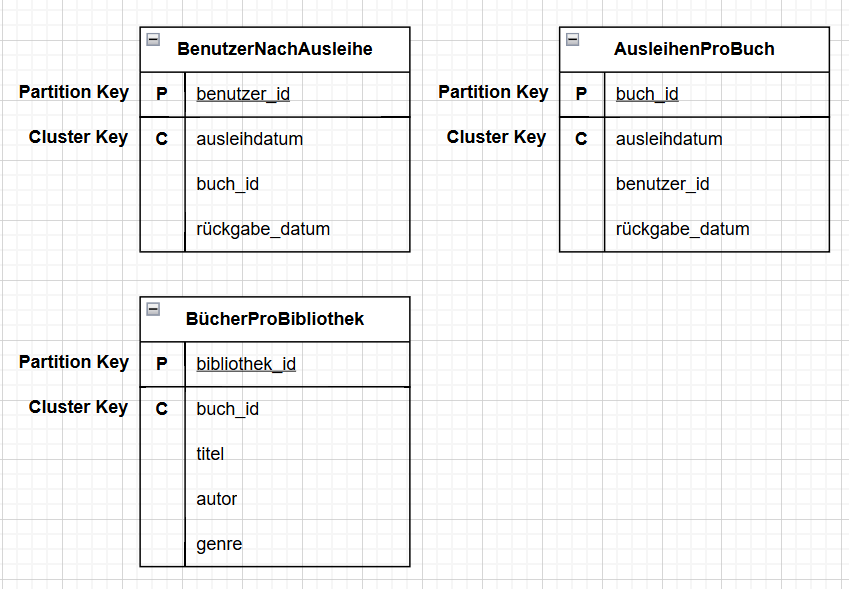 BenutzerNachAusleihe
Partition Key P benutzer_id
Cluster Key C ausleihdatum
buch_id
rückgabe_datum
AusleihenProBuch
Partition Key P buch_id
Cluster Key C ausleihdatum
benutzer_id
rückgabe_datum
BücherProBibliothek
Partition Key P bibliothek_id
Cluster Key C buch_id
titel
autor
genre